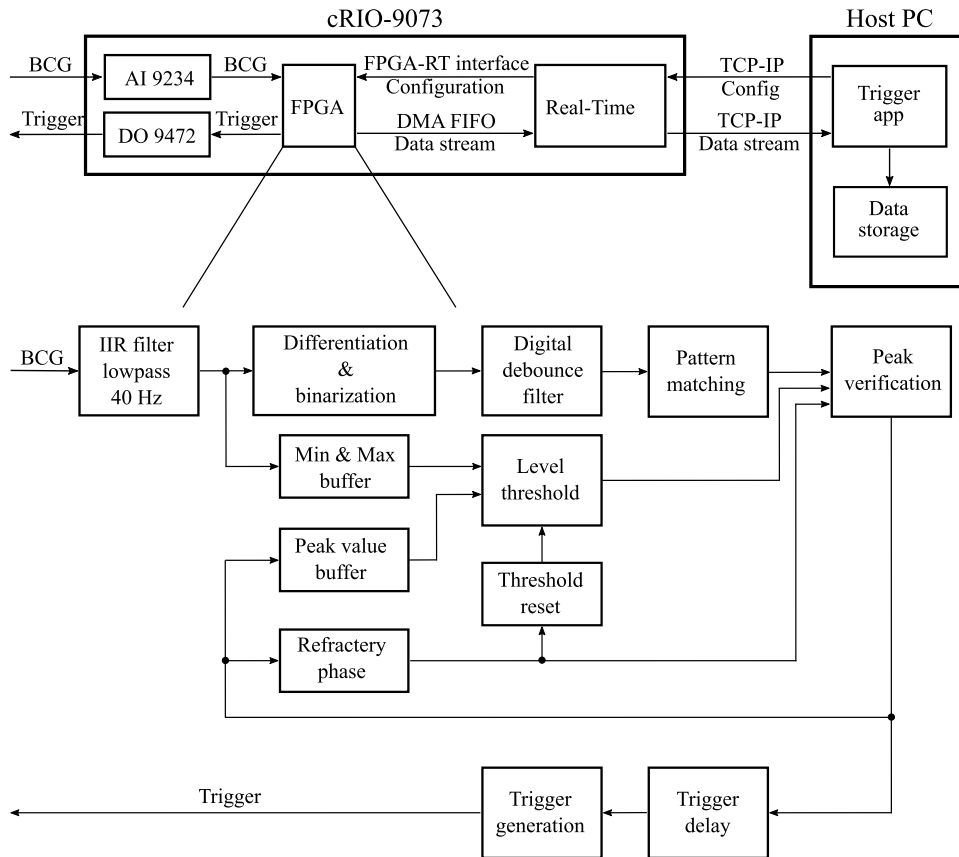 cRIO-9073
Host PC
BCG
AI 9234
BCG
FPGA
FPGA-RT interface
Configuration
Real-Time
TCP-IP
Config
Trigger
app
Trigger
DO 9472
Trigger
DMA FIFO
Data stream
TCP-IP
Data stream
Data
storage
BCG
IIR filter
lowpass
40 Hz
Differentiation
&
binarization
Digital
debounce
filter
Pattern
matching
Peak
verification
Min & Max
buffer
Level
threshold
Peak value
buffer
Threshold
reset
Refractery
phase
Trigger
Trigger
generation
Trigger
delay